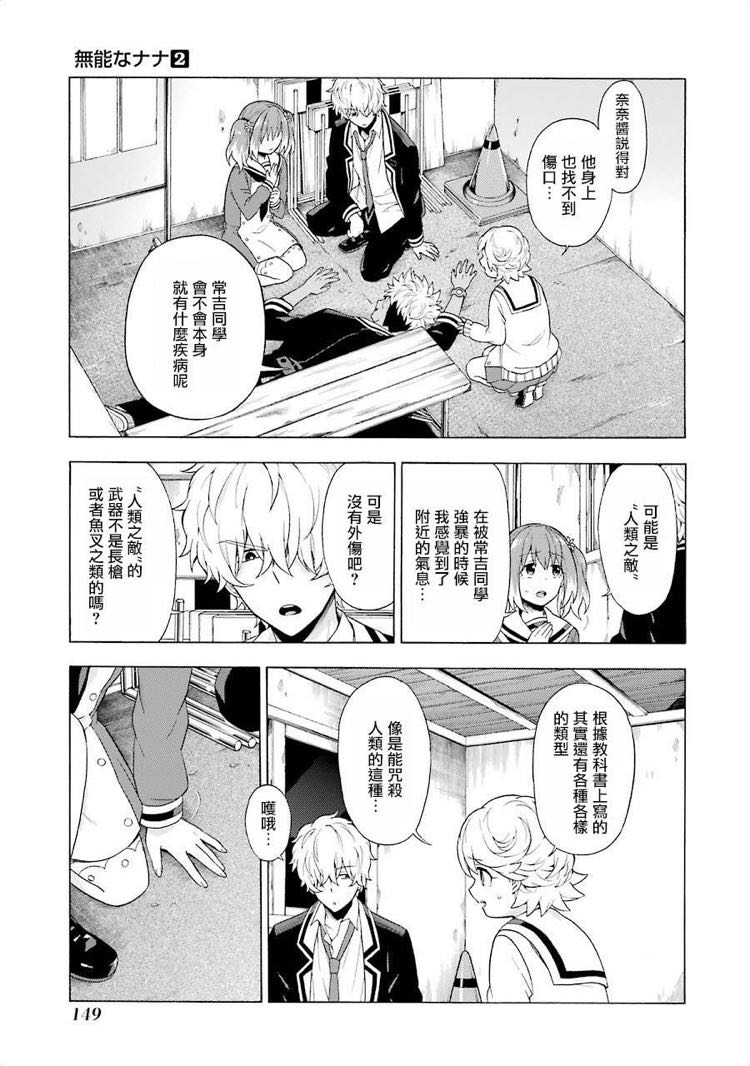 無能なナナ2
奈奈醬說得對
他身上
也找不到
傷口…
常吉同學
會不會本身
就有什麼疾病呢
可能是
〝人類之敵〞
在被常吉同學
強暴的時候
我感覺到了
附近的氣息…
可是
沒有外傷吧？
〝人類之敵〞的
武器不是長槍
或者魚叉之類的嗎？
根據教科書上寫的
其實還有各種各樣
的類型
像是能咒殺
人類的這種…
嚄哦…
149